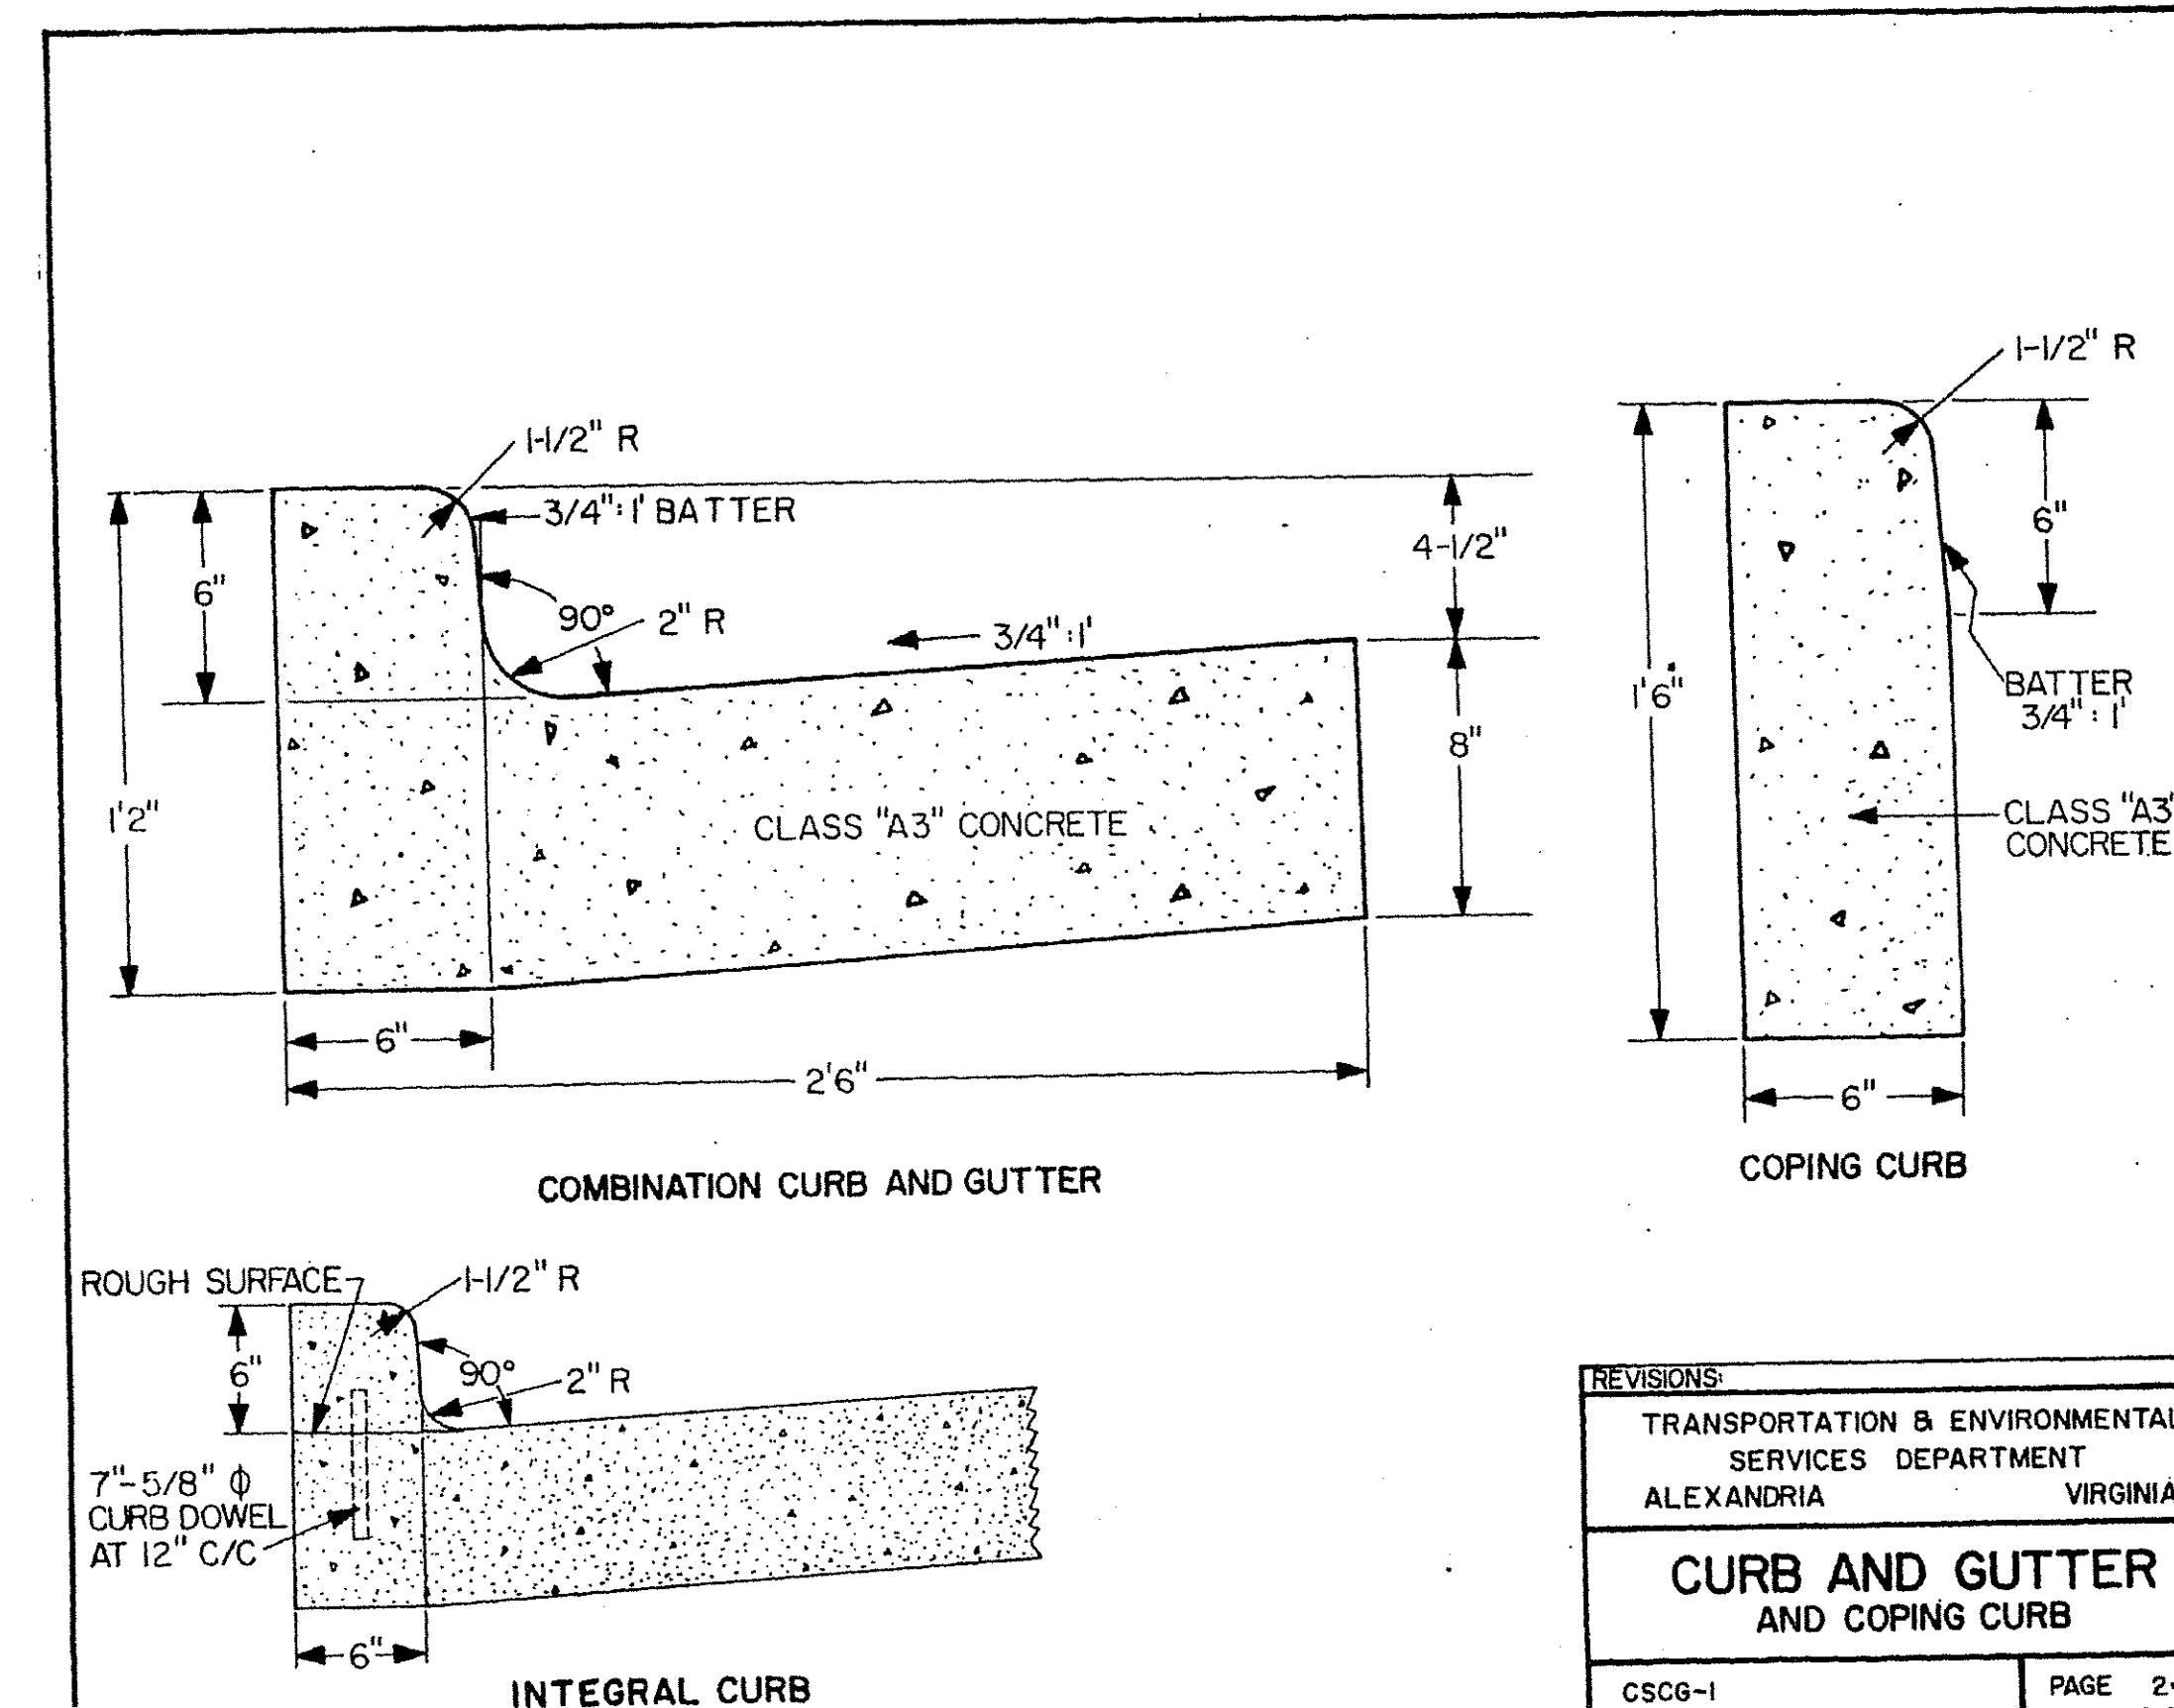 1-1/2" R
3/4":1' BATTER
6"
90°
2" R
3/4":1'
4-1/2"
8"
1'2"
CLASS "A3" CONCRETE
6"
2'6"
COMBINATION CURB AND GUTTER
1-1/2" R
6"
1'6"
BATTER
3/4":1'
CLASS "A3"
CONCRETE
6"
COPING CURB
ROUGH SURFACE
1-1/2" R
6"
90°
2" R
7"-5/8" ϕ
CURB DOWEL
AT 12" C/C
6"
INTEGRAL CURB
REVISIONS:
TRANSPORTATION & ENVIRONMENTAL
SERVICES DEPARTMENT
ALEXANDRIA VIRGINIA
CURB AND GUTTER
AND COPING CURB
CSCG-1
PAGE 2.